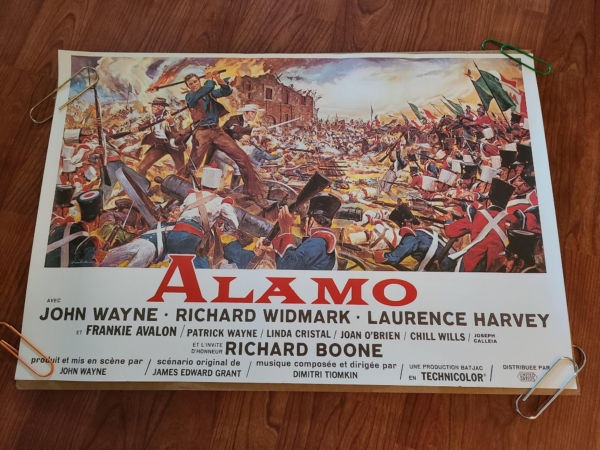 ALAMO
AVEC
JOHN WAYNE · RICHARD WIDMARK · LAURENCE HARVEY
ET FRANKIE AVALON / PATRICK WAYNE / LINDA CRISTAL / JOAN O'BRIEN / CHILL WILLS / JOSEPH CALLEIA
ET L'INVITÉ D'HONNEUR RICHARD BOONE
produit et mis en scène par
JOHN WAYNE
scénario original de
JAMES EDWARD GRANT
musique composée et dirigée par
DIMITRI TIOMKIN
UNE PRODUCTION BATJAC
EN TECHNICOLOR
DISTRIBUEE PAR